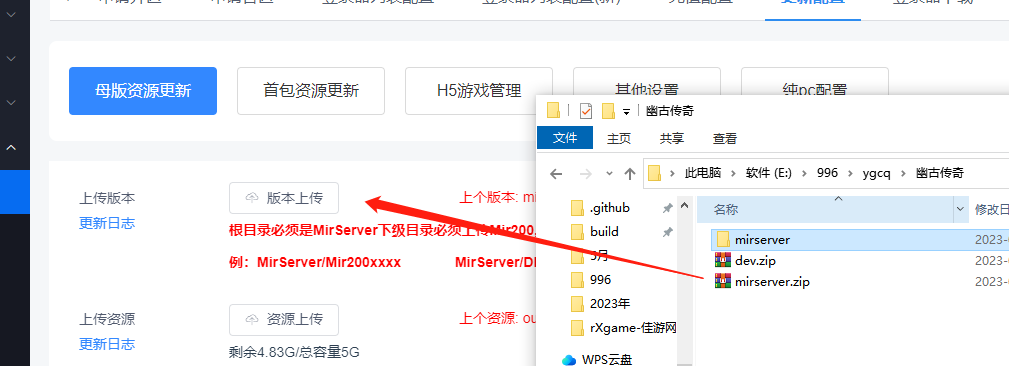 母版资源更新
首包资源更新
H5游戏管理
其他设置
纯pc配置
上传版本
版本上传
上个版本: mi
更新日志
根目录必须是MirServer下级目录必须上传Mir200
例：MirServer/Mir200xxxx
MirServer/DI
上传资源
资源上传
上个资源: ou
更新日志
剩余4.83G/总容量5G
幽古传奇
文件
主页
共享
查看
此电脑
软件 (E:)
996
ygcq
幽古传奇
.github
build
5月
996
2023年
rXgame-佳游网
WPS云盘
名称
修改日
mirserver
2023-
dev.zip
2023-
mirserver.zip
2023-